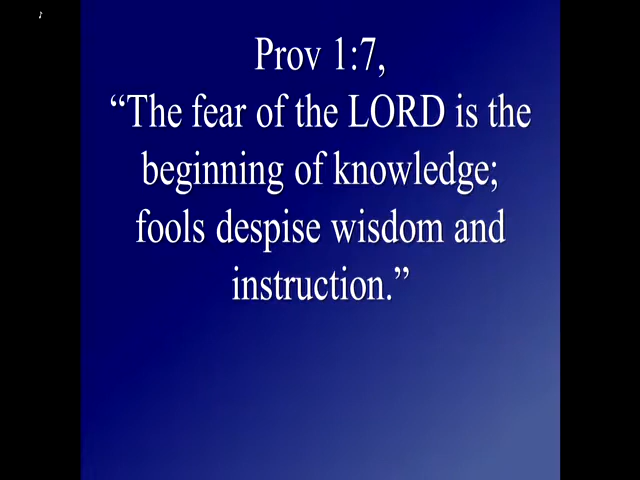 Prov 1:7,
“The fear of the LORD is the
beginning of knowledge;
fools despise wisdom and
instruction.”